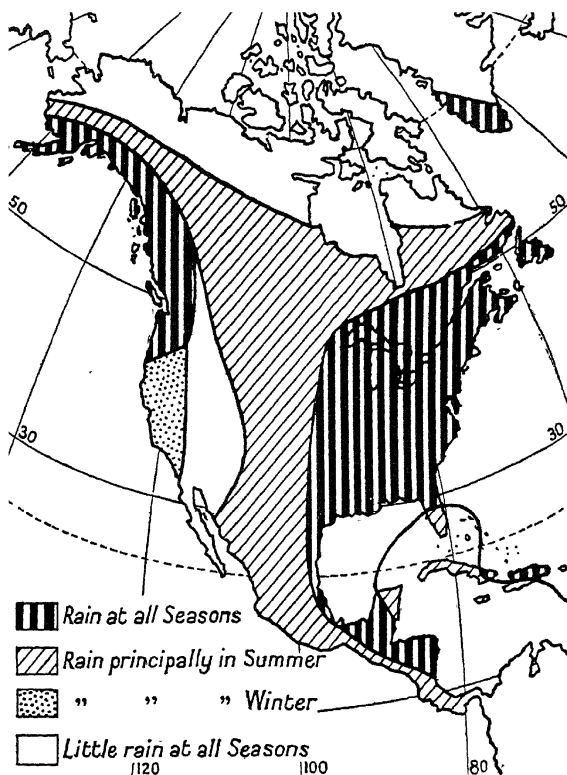 50
50
30
30
Rain at all Seasons
Rain principally in Summer
" " " Winter
Little rain at all Seasons
120
100
80